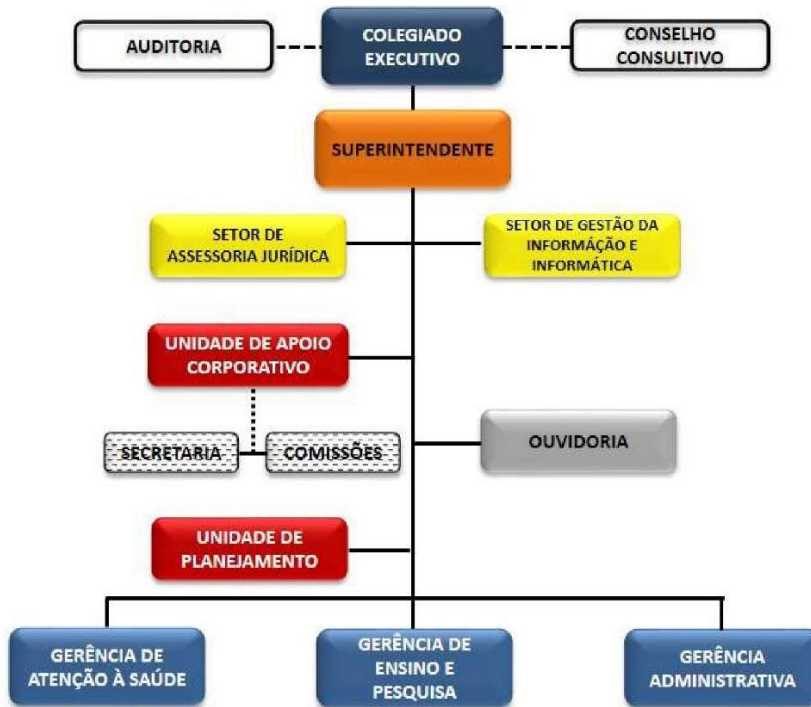 AUDITORIA
COLEGIADO
EXECUTIVO
CONSELHO
CONSULTIVO
SUPERINTENDENTE
SETOR DE
ASSESSORIA JURÍDICA
SETOR DE GESTÃO DA
INFORMÁÇÃO E
INFORMÁTICA
UNIDADE DE APOIO
CORPORATIVO
SECRETARIA
COMISSÕES
OUVIDORIA
UNIDADE DE
PLANEJAMENTO
GERÊNCIA DE
ATENÇÃO À SAÚDE
GERÊNCIA DE
ENSINO E
PESQUISA
GERÊNCIA
ADMINISTRATIVA